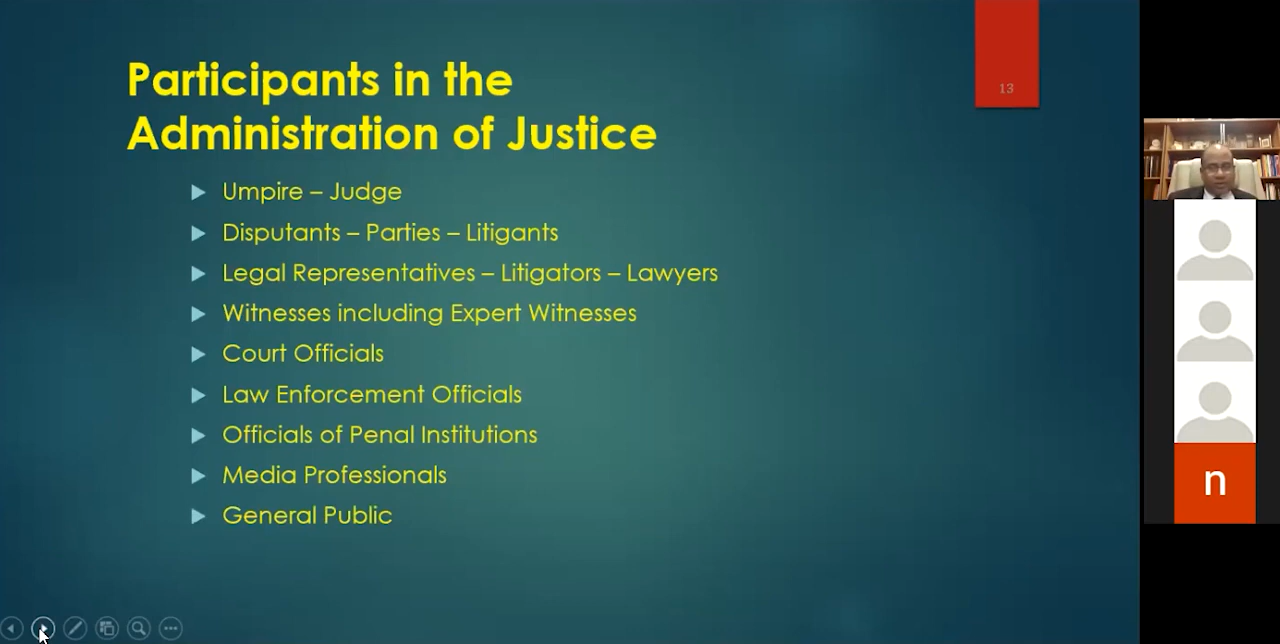 Participants in the
Administration of Justice
13
Umpire – Judge
Disputants – Parties – Litigants
Legal Representatives – Litigators – Lawyers
Witnesses including Expert Witnesses
Court Officials
Law Enforcement Officials
Officials of Penal Institutions
Media Professionals
General Public
n